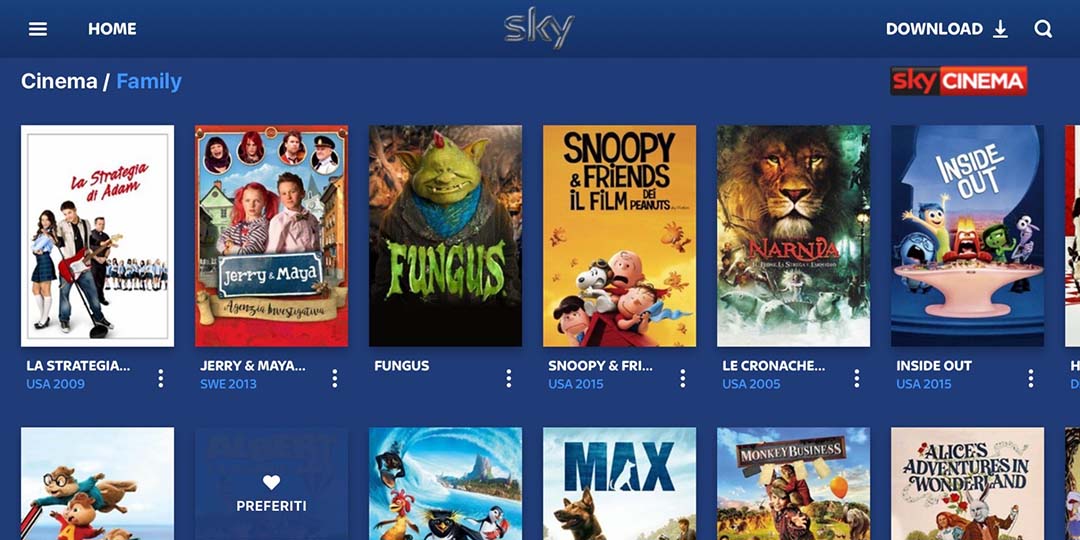 HOME
sky
DOWNLOAD
Cinema / Family
sky CINEMA
La Strategia
di Adam
Jerry & Maya
Agenzia Investigativa
FUNGUS
SNOOPY
& FRiENDS
iL FiLM DEI
PEANUTS
NARNIA
INSIDE
OUT
LA STRATEGIA...
USA 2009
JERRY & MAYA...
SWE 2013
FUNGUS
SNOOPY & FRI...
USA 2015
LE CRONACHE...
USA 2005
INSIDE OUT
USA 2015
H
D
PREFERITI
MAX
MONKEY BUSINESS
ALICE'S
ADVENTURES IN
WONDERLAND